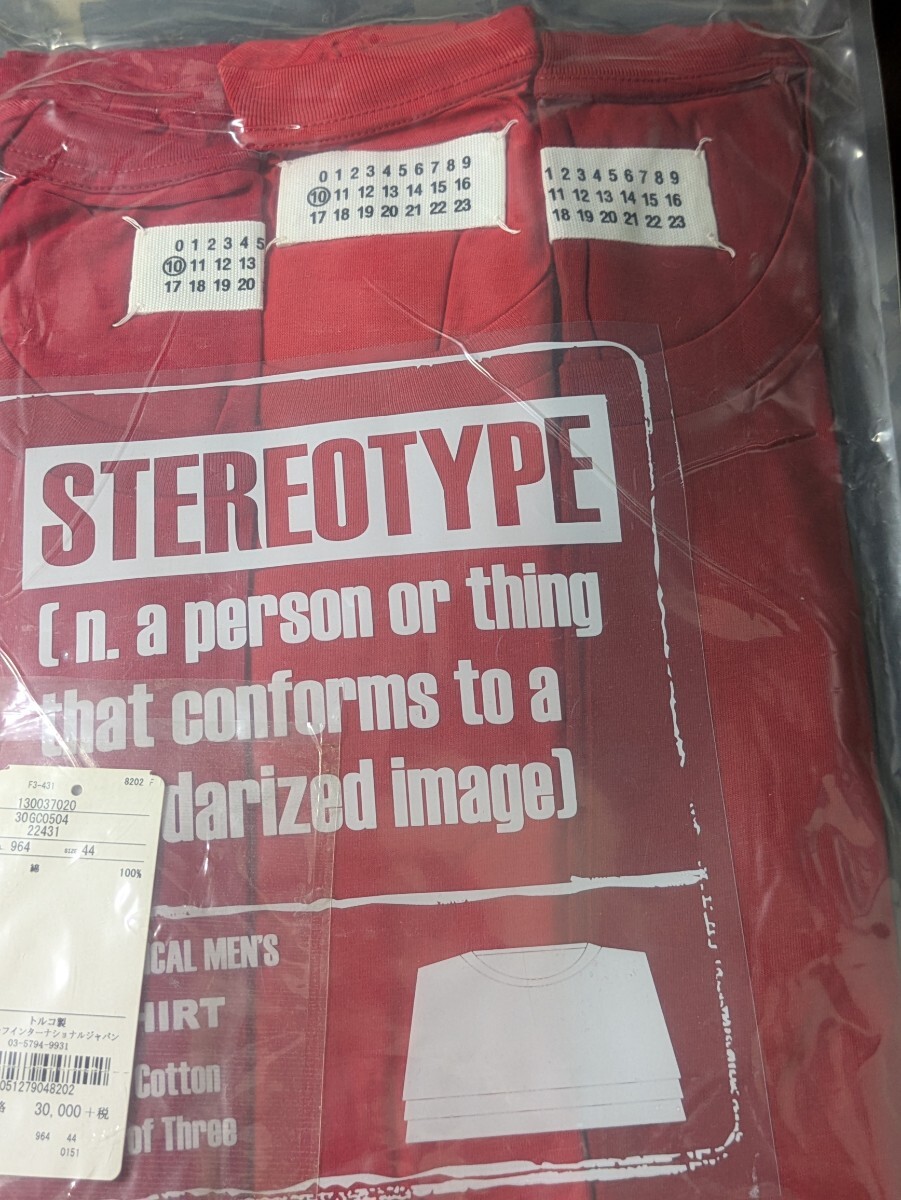 0 1 2 3 4 5
10 11 12 13
17 18 19 20
0 1 2 3 4 5 6 7 8 9
10 11 12 13 14 15 16
17 18 19 20 21 22 23
1 2 3 4 5 6 7 8 9
11 12 13 14 15 16
18 19 20 21 22 23
STEREOTYPE
( n. a person or thing
that conforms to a
darized image)
CAL MEN'S
HIRT
Cotton
of Three
F3-431 8202 F
130037020
30GC0504
22431
964 size 44
綿 100%
トルコ製
フインターナショナルジャパン
03-5794-9931
051279048202
格 30,000+税
964 44
0151